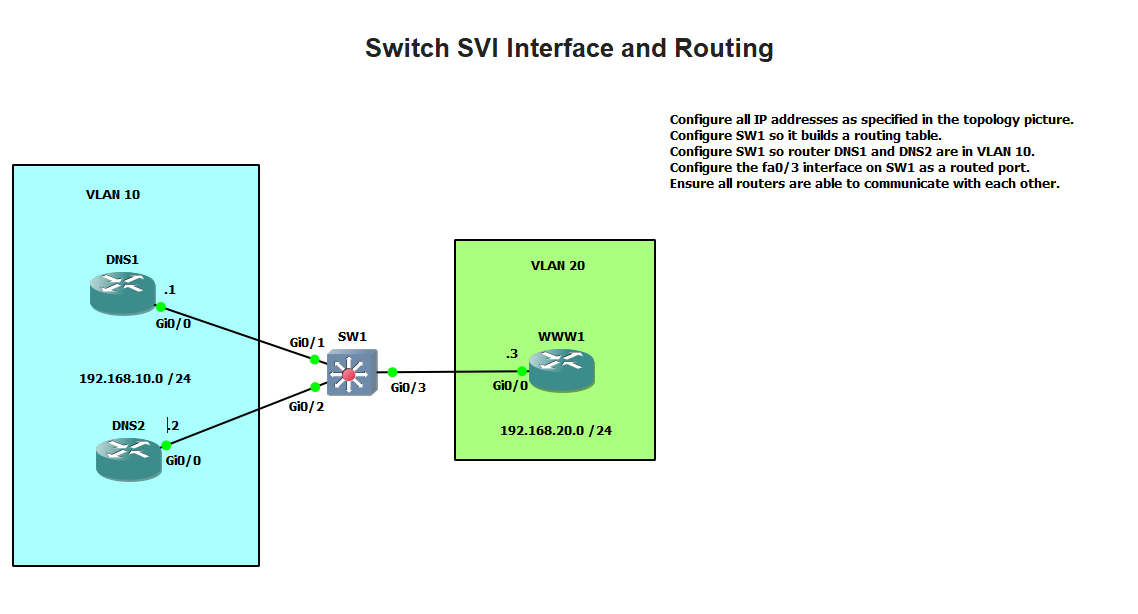 Switch SVI Interface and Routing
Configure all IP addresses as specified in the topology picture.
Configure SW1 so it builds a routing table.
Configure SW1 so router DNS1 and DNS2 are in VLAN 10.
Configure the fa0/3 interface on SW1 as a routed port.
Ensure all routers are able to communicate with each other.
VLAN 10
DNS1
.1
Gi0/0
192.168.10.0 /24
DNS2
.2
Gi0/0
Gi0/1
SW1
Gi0/2
Gi0/3
VLAN 20
WWW1
.3
Gi0/0
192.168.20.0 /24